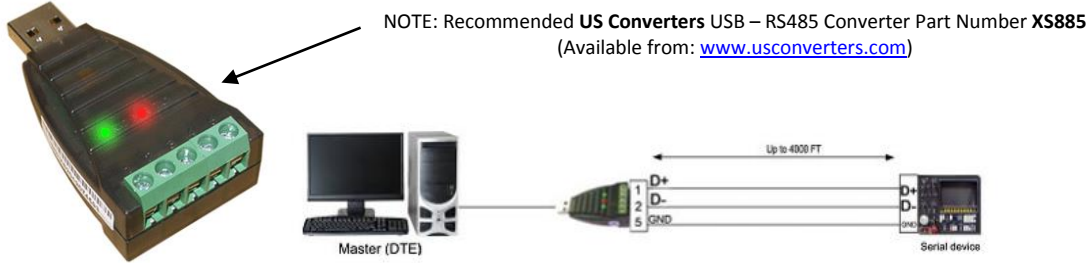 NOTE: Recommended US Converters USB – RS485 Converter Part Number XS885
(Available from: www.usconverters.com)
Up to 4000 FT
1 D+
2 D-
5 GND
D+
D-
GND
Master (DTE)
Serial device